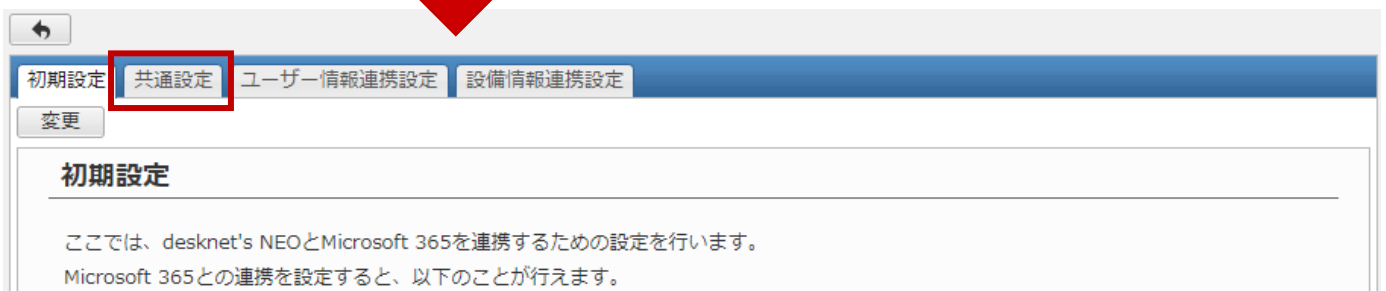 初期設定 共通設定 ユーザー情報連携設定 設備情報連携設定
変更
初期設定
ここでは、desknet's NEOとMicrosoft 365を連携するための設定を行います。
Microsoft 365との連携を設定すると、以下のことが行えます。